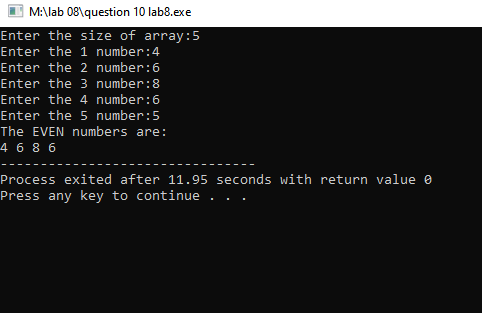 M:\lab 08\question 10 lab8.exe
Enter the size of array:5
Enter the 1 number:4
Enter the 2 number:6
Enter the 3 number:8
Enter the 4 number:6
Enter the 5 number:5
The EVEN numbers are:
4 6 8 6
--------------------------------
Process exited after 11.95 seconds with return value 0
Press any key to continue . . .